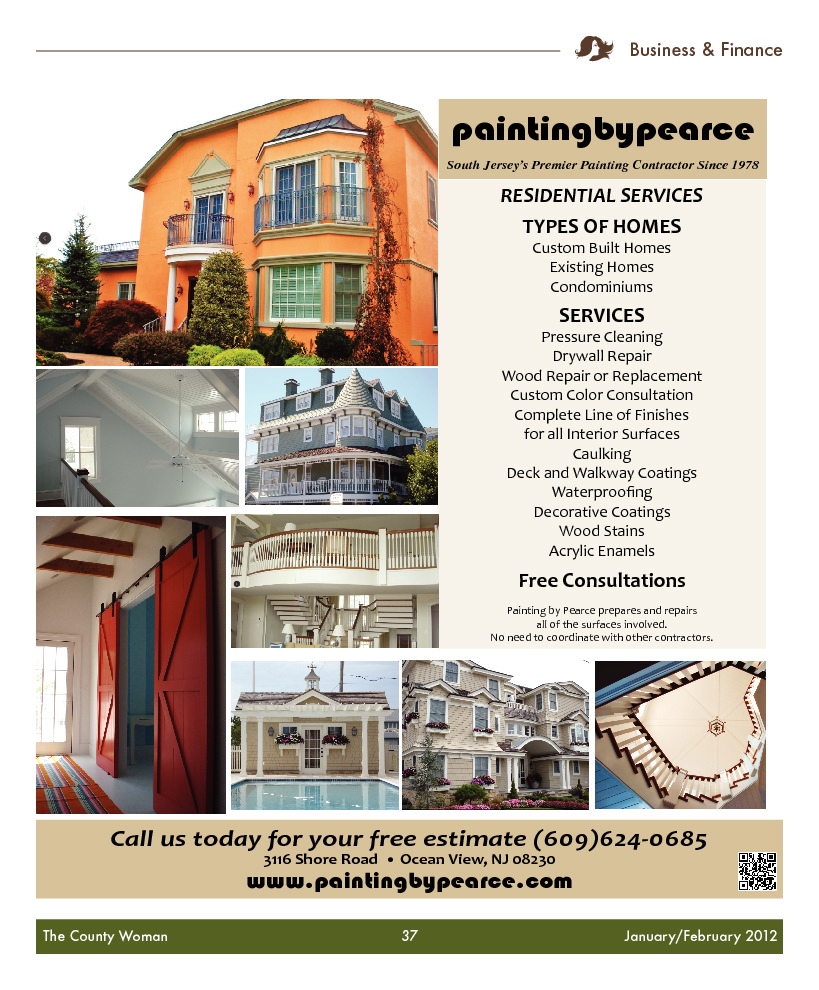 Business & Finance
paintingbypearce
South Jersey's Premier Painting Contractor Since 1978
RESIDENTIAL SERVICES
TYPES OF HOMES
Custom Built Homes
Existing Homes
Condominiums
SERVICES
Pressure Cleaning
Drywall Repair
Wood Repair or Replacement
Custom Color Consultation
Complete Line of Finishes
for all Interior Surfaces
Caulking
Deck and Walkway Coatings
Waterproofing
Decorative Coatings
Wood Stains
Acrylic Enamels
Free Consultations
Painting by Pearce prepares and repairs
all of the surfaces involved.
No need to coordinate with other contractors.
Call us today for your free estimate (609)624-0685
3116 Shore Road • Ocean View, NJ 08230
www.paintingbypearce.com
The County Woman 37 January/February 2012